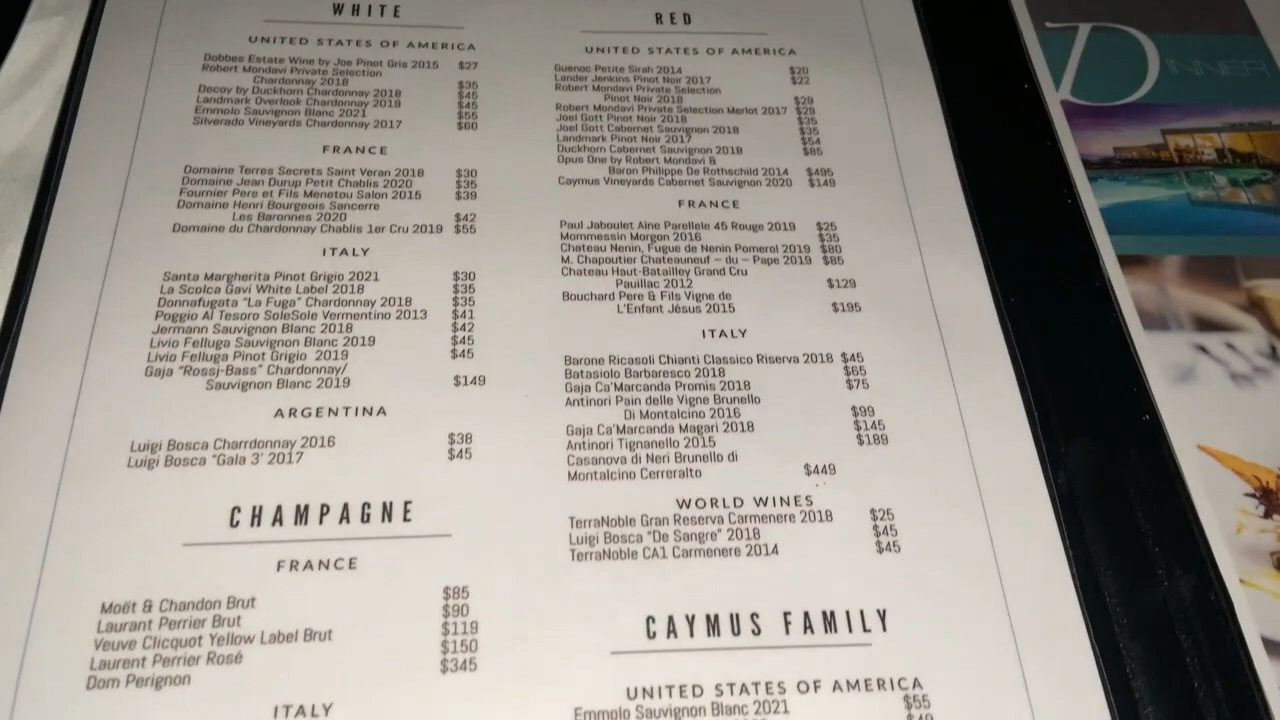 WHITE
UNITED STATES OF AMERICA
Dobbes Estate Wine by Joe Pinot Gris 2015 $27
Robert Mondavi Private Selection
Chardonnay 2018 $35
Decoy by Duckhorn Chardonnay 2018 $45
Landmark Overlook Chardonnay 2019 $45
Emmolo Sauvignon Blanc 2021 $55
Silverado Vineyards Chardonnay 2017 $60
FRANCE
Domaine Terres Secrets Saint Veran 2018 $30
Domaine Jean Durup Petit Chablis 2020 $35
Fournier Pere et Fils Menetou Salon 2015 $39
Domaine Henri Bourgeois Sancerre
Les Baronnes 2020 $42
Domaine du Chardonnay Chablis 1er Cru 2019 $55
ITALY
Santa Margherita Pinot Grigio 2021 $30
La Scolca Gavi White Label 2018 $35
Donnafugata "La Fuga" Chardonnay 2018 $35
Poggio Al Tesoro SoleSole Vermentino 2013 $41
Jermann Sauvignon Blanc 2018 $42
Livio Felluga Sauvignon Blanc 2019 $45
Livio Felluga Pinot Grigio 2019 $45
Gaja "Rossj-Bass" Chardonnay/
Sauvignon Blanc 2019 $149
ARGENTINA
Luigi Bosca Charrdonnay 2016 $38
Luigi Bosca "Gala 3' 2017 $45
CHAMPAGNE
FRANCE
Moët & Chandon Brut $85
Laurant Perrier Brut $90
Veuve Clicquot Yellow Label Brut $119
Laurent Perrier Rosé $150
Dom Perignon $345
ITALY
RED
UNITED STATES OF AMERICA
Guenoc Petite Sirah 2014 $20
Lander Jenkins Pinot Noir 2017 $22
Robert Mondavi Private Selection
Pinot Noir 2018 $29
Robert Mondavi Private Selection Merlot 2017 $29
Joel Gott Pinot Noir 2018 $35
Joel Gott Cabernet Sauvignon 2018 $35
Landmark Pinot Noir 2017 $54
Duckhorn Cabernet Sauvignon 2018 $85
Opus One by Robert Mondavi &
Baron Philippe De Rothschild 2014 $495
Caymus Vineyards Cabernet Sauvignon 2020 $149
FRANCE
Paul Jaboulet Aine Parellele 45 Rouge 2019 $25
Mommessin Morgon 2016 $35
Chateau Nenin, Fugue de Nenin Pomerol 2019 $80
M. Chapoutier Chateauneuf – du – Pape 2019 $85
Chateau Haut-Batailley Grand Cru
Pauillac 2012 $129
Bouchard Pere & Fils Vigne de
L'Enfant Jésus 2015 $195
ITALY
Barone Ricasoli Chianti Classico Riserva 2018 $45
Batasiolo Barbaresco 2018 $65
Gaja Ca'Marcanda Promis 2018 $75
Antinori Pain delle Vigne Brunello
Di Montalcino 2016 $99
Gaja Ca'Marcanda Magari 2018 $145
Antinori Tignanello 2015 $189
Casanova di Neri Brunello di
Montalcino Cerreralto $449
WORLD WINES
TerraNoble Gran Reserva Carmenere 2018 $25
Luigi Bosca "De Sangre" 2018 $45
TerraNoble CA1 Carmenere 2014 $45
CAYMUS FAMILY
UNITED STATES OF AMERICA
Emmolo Sauvignon Blanc 2021 $55
DINNER